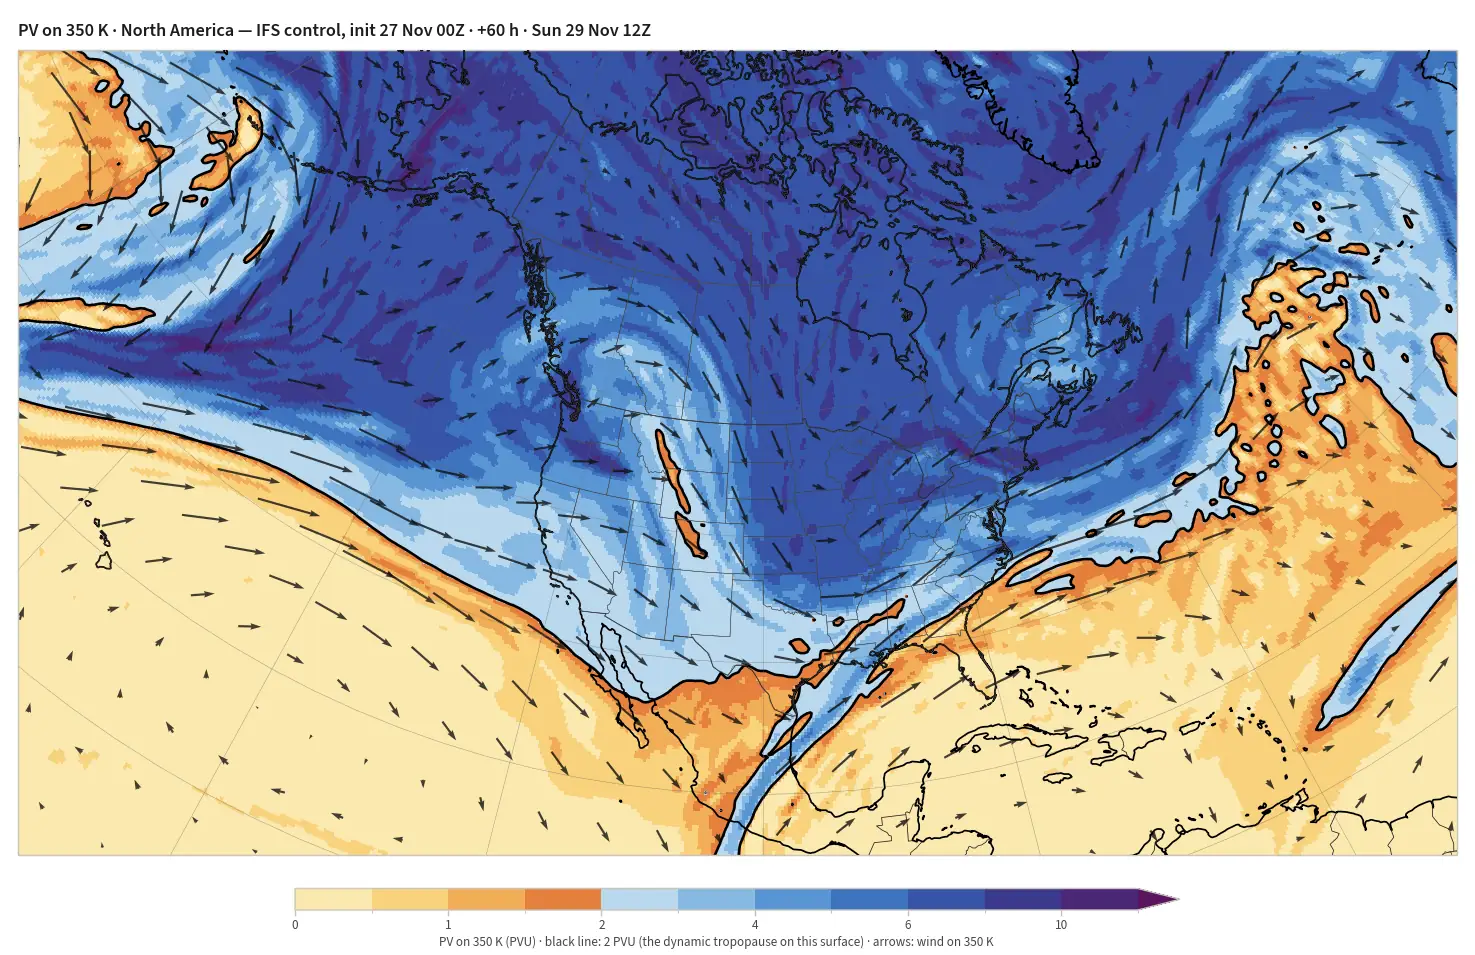 PV on 350 K · North America — IFS control, init 27 Nov 00Z · +60 h · Sun 29 Nov 12Z
0 1 2 4 6 10
PV on 350 K (PVU) · black line: 2 PVU (the dynamic tropopause on this surface) · arrows: wind on 350 K